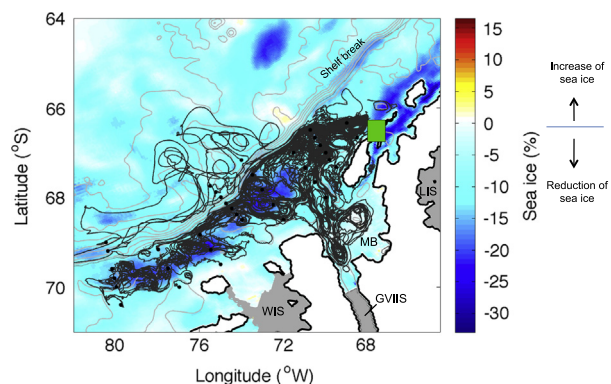 64
66
68
70
Latitude (°S)
80
76
72
68
Longitude (°W)
Shelf break
LIS
MB
GVIIS
WIS
15
10
5
0
-5
-10
-15
-20
-25
-30
Sea ice (%)
Increase of
sea ice
Reduction of
sea ice